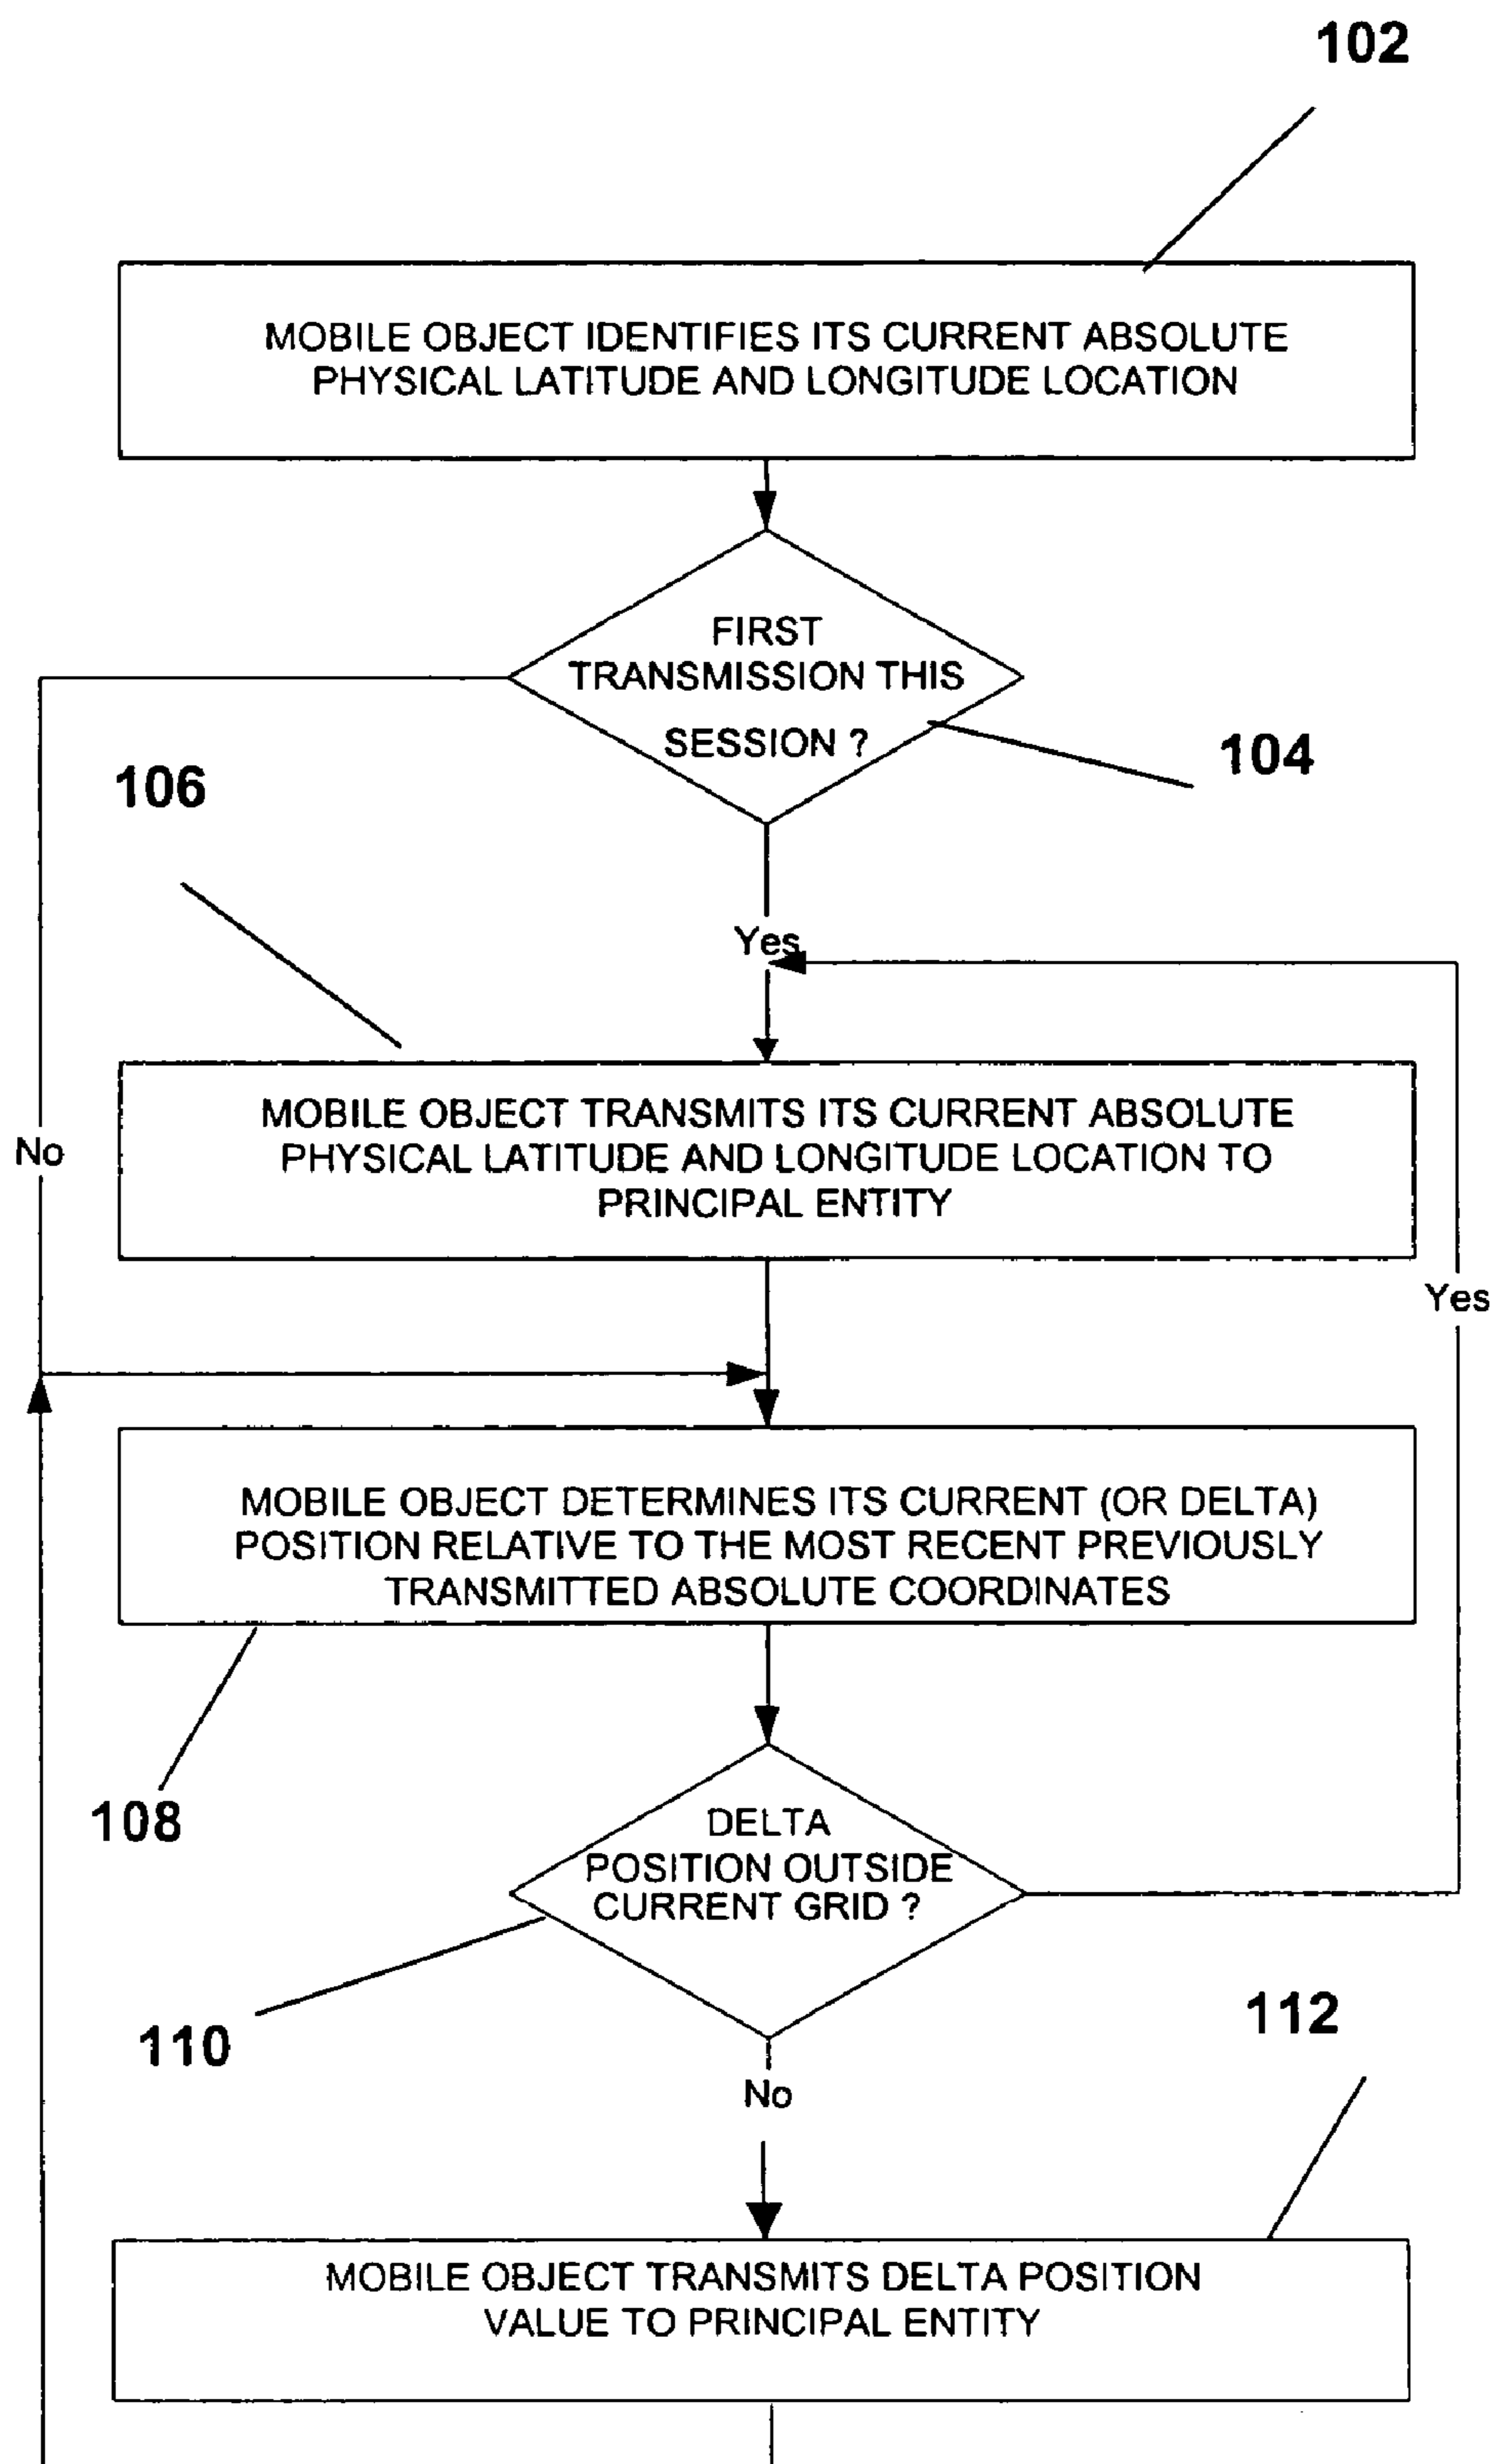 102
MOBILE OBJECT IDENTIFIES ITS CURRENT ABSOLUTE
PHYSICAL LATITUDE AND LONGITUDE LOCATION
FIRST
TRANSMISSION THIS
SESSION ?
104
106
Yes
MOBILE OBJECT TRANSMITS ITS CURRENT ABSOLUTE
PHYSICAL LATITUDE AND LONGITUDE LOCATION TO
PRINCIPAL ENTITY
No
Yes
MOBILE OBJECT DETERMINES ITS CURRENT (OR DELTA)
POSITION RELATIVE TO THE MOST RECENT PREVIOUSLY
TRANSMITTED ABSOLUTE COORDINATES
108
DELTA
POSITION OUTSIDE
CURRENT GRID ?
110
112
No
MOBILE OBJECT TRANSMITS DELTA POSITION
VALUE TO PRINCIPAL ENTITY